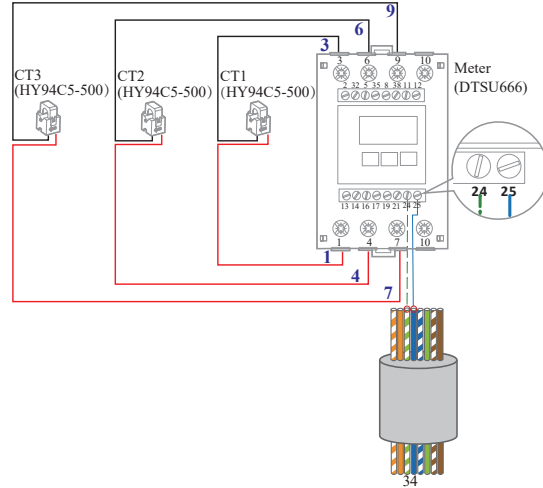 9
6
3
3 6 9 10
CT3
(HY94C5-500)
CT2
(HY94C5-500)
CT1
(HY94C5-500)
Meter
(DTSU666)
2 32 5 35 8 38 11 12
13 14 16 17 19 21 24 25
24 25
1 4 7 10
1
4
7
34